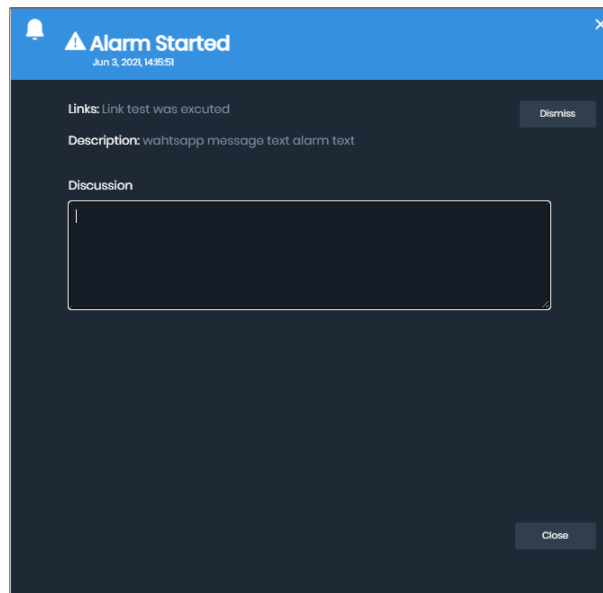 Alarm Started
Jun 3, 2021, 14:15:51
Links: Link test was excuted
Dismiss
Description: wahtsapp message text alarm text
Discussion
Close